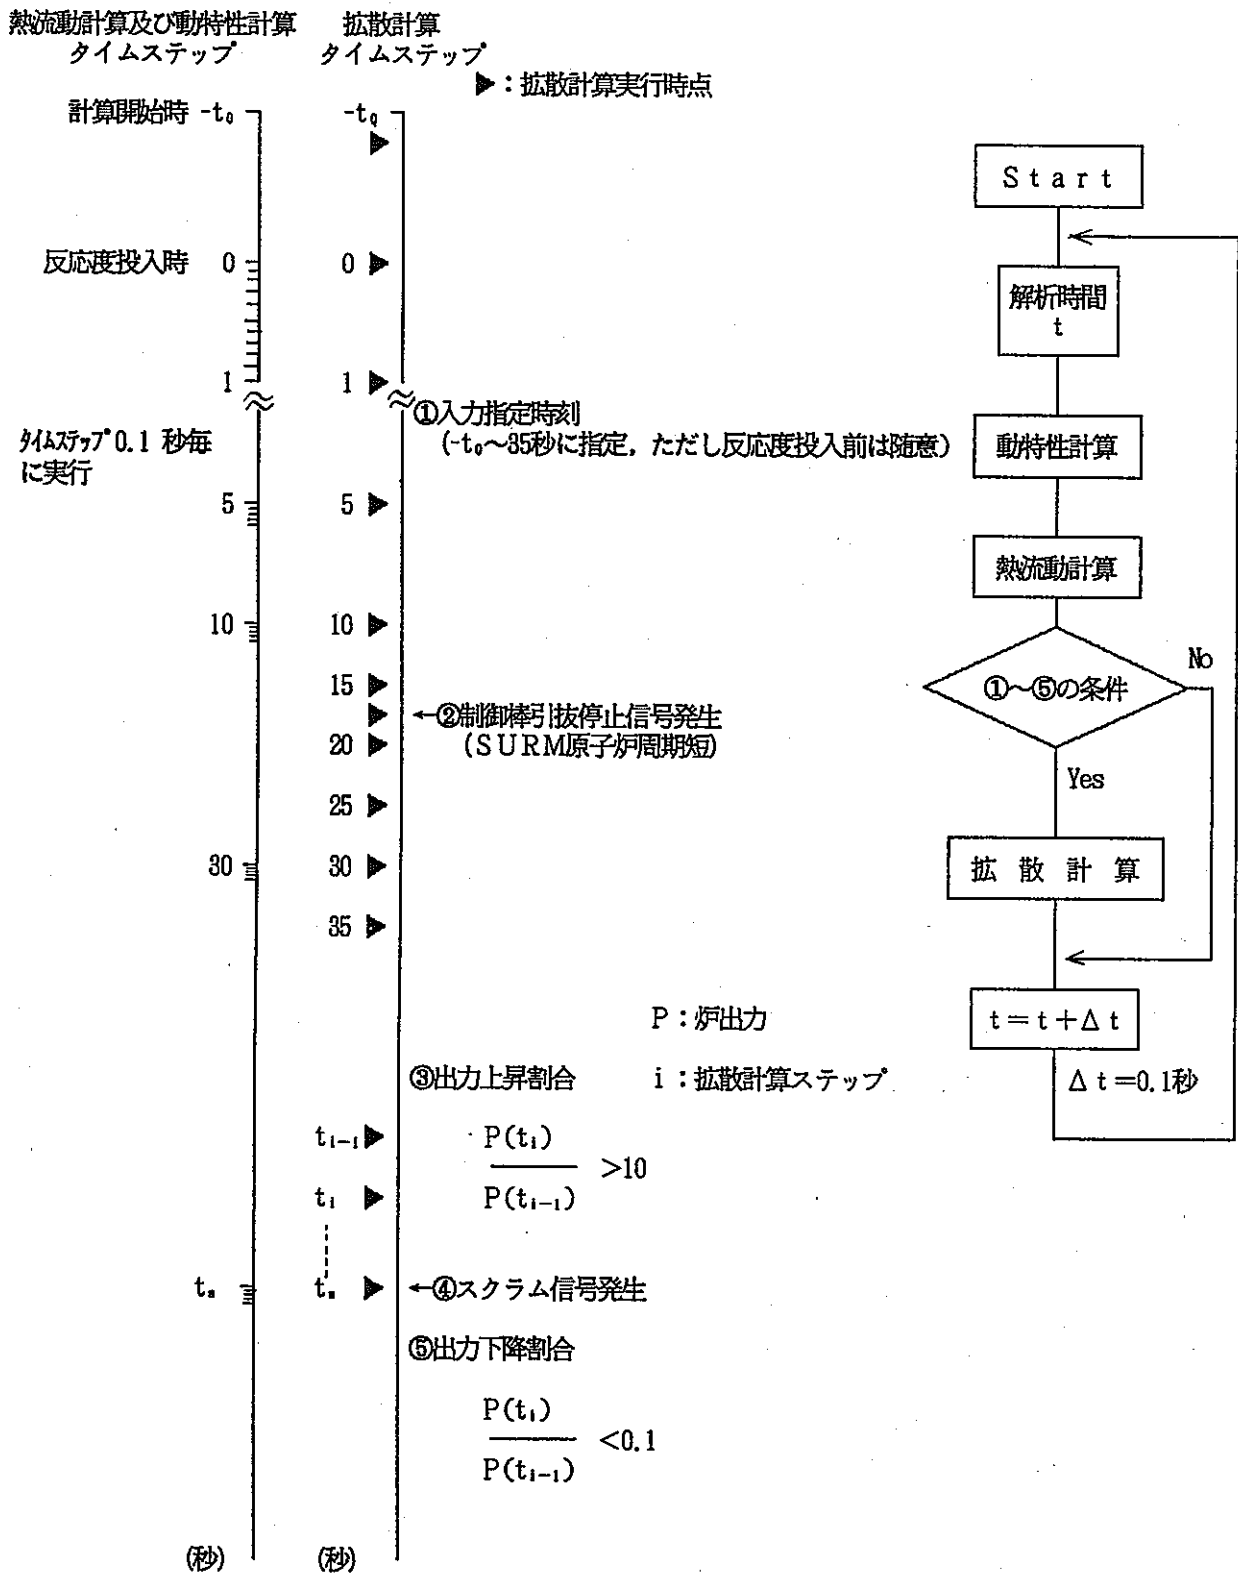 熱流動計算及び動特性計算
タイムステップ
拡散計算
タイムステップ
▶：拡散計算実行時点
計算開始時 -t₀
-t₀
反応度投入時 0
0
1
1
①入力指定時刻
(-t₀～35秒に指定，ただし反応度投入前は随意)
タイムステップ0.1 秒毎
に実行
5
5
10
10
15
←②制御棒引抜停止信号発生
(SURM原子炉周期短)
20
25
30
30
35
P：炉出力
③出力上昇割合
i：拡散計算ステップ
tᵢ₋₁
P(tᵢ)
>10
P(tᵢ₋₁)
tᵢ
←④スクラム信号発生
⑤出力下降割合
P(tᵢ)
<0.1
P(tᵢ₋₁)
(秒)
(秒)
Start
解析時間
t
動特性計算
熱流動計算
①～⑤の条件
No
Yes
拡散計算
t＝t＋Δt
Δt＝0.1秒